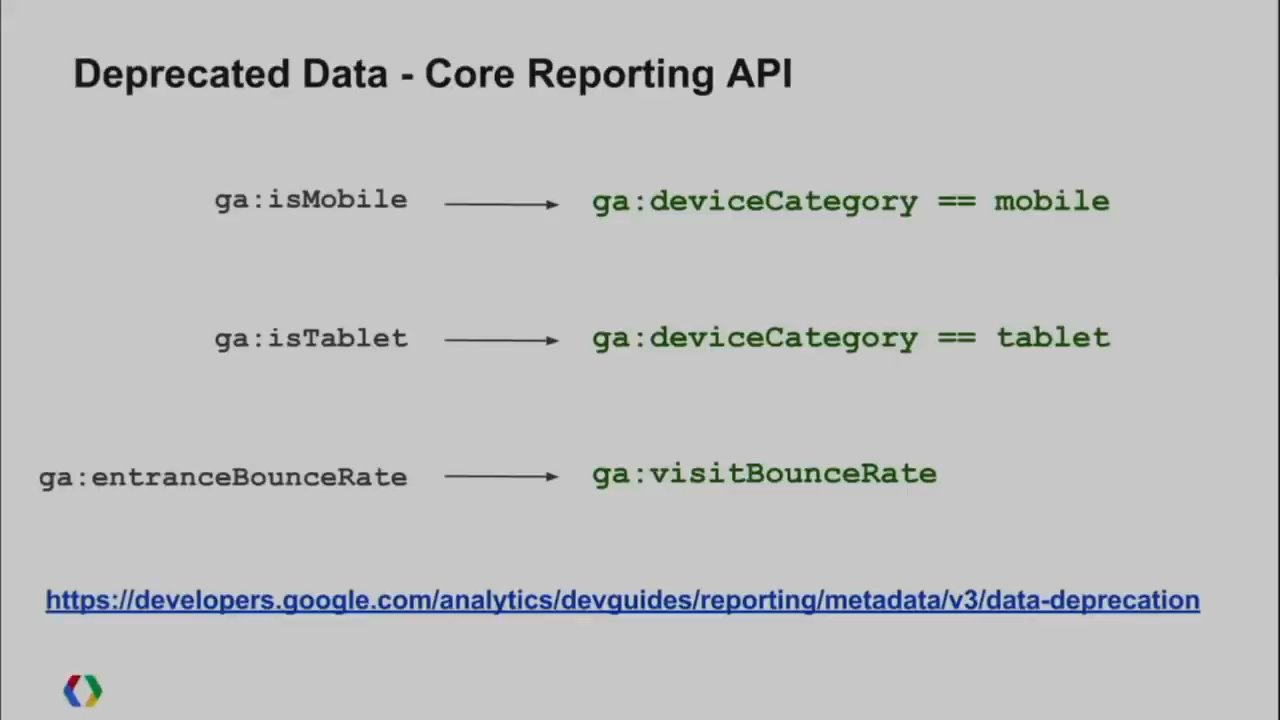 Deprecated Data - Core Reporting API
ga:isMobile ga:deviceCategory == mobile
ga:isTablet ga:deviceCategory == tablet
ga:entranceBounceRate ga:visitBounceRate
https://developers.google.com/analytics/devguides/reporting/metadata/v3/data-deprecation